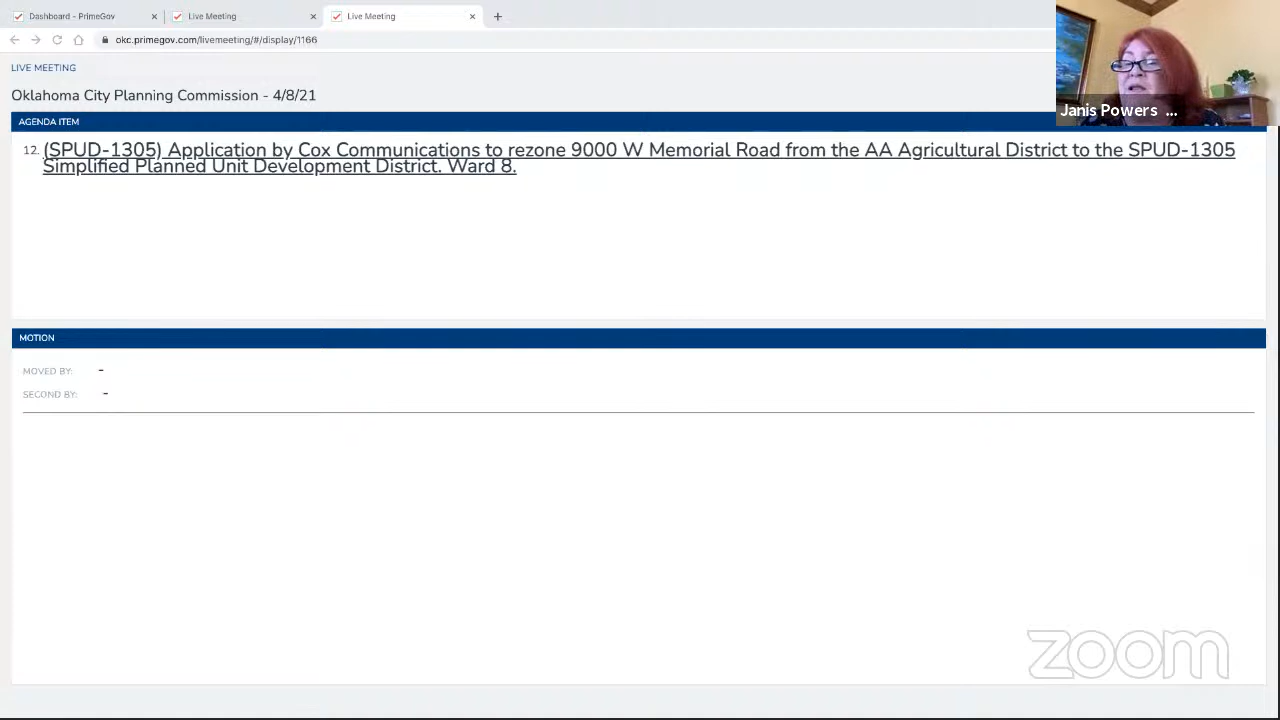 Dashboard - PrimeGov
Live Meeting
Live Meeting
okc.primegov.com/livemeeting/#/display/1166
LIVE MEETING
Oklahoma City Planning Commission - 4/8/21
AGENDA ITEM
12. (SPUD-1305) Application by Cox Communications to rezone 9000 W Memorial Road from the AA Agricultural District to the SPUD-1305
Simplified Planned Unit Development District. Ward 8.
MOTION
MOVED BY: -
SECOND BY: -
Janis Powers ...
zoom